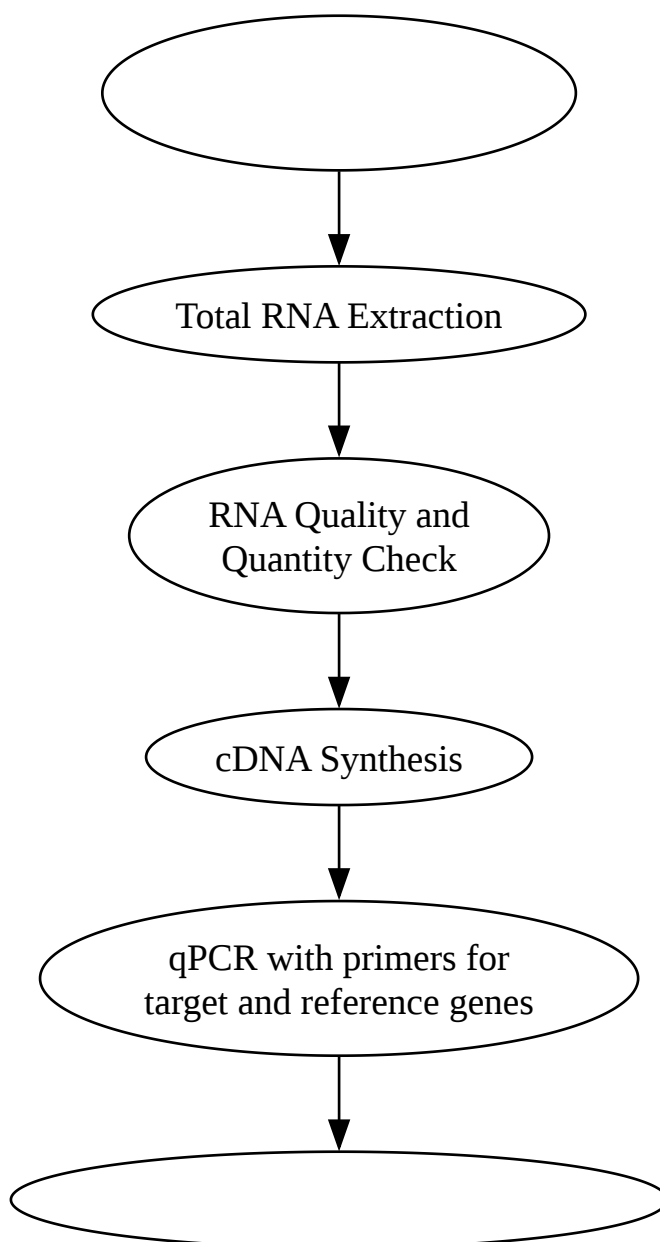 Total RNA Extraction
RNA Quality and
Quantity Check
cDNA Synthesis
qPCR with primers for
target and reference genes